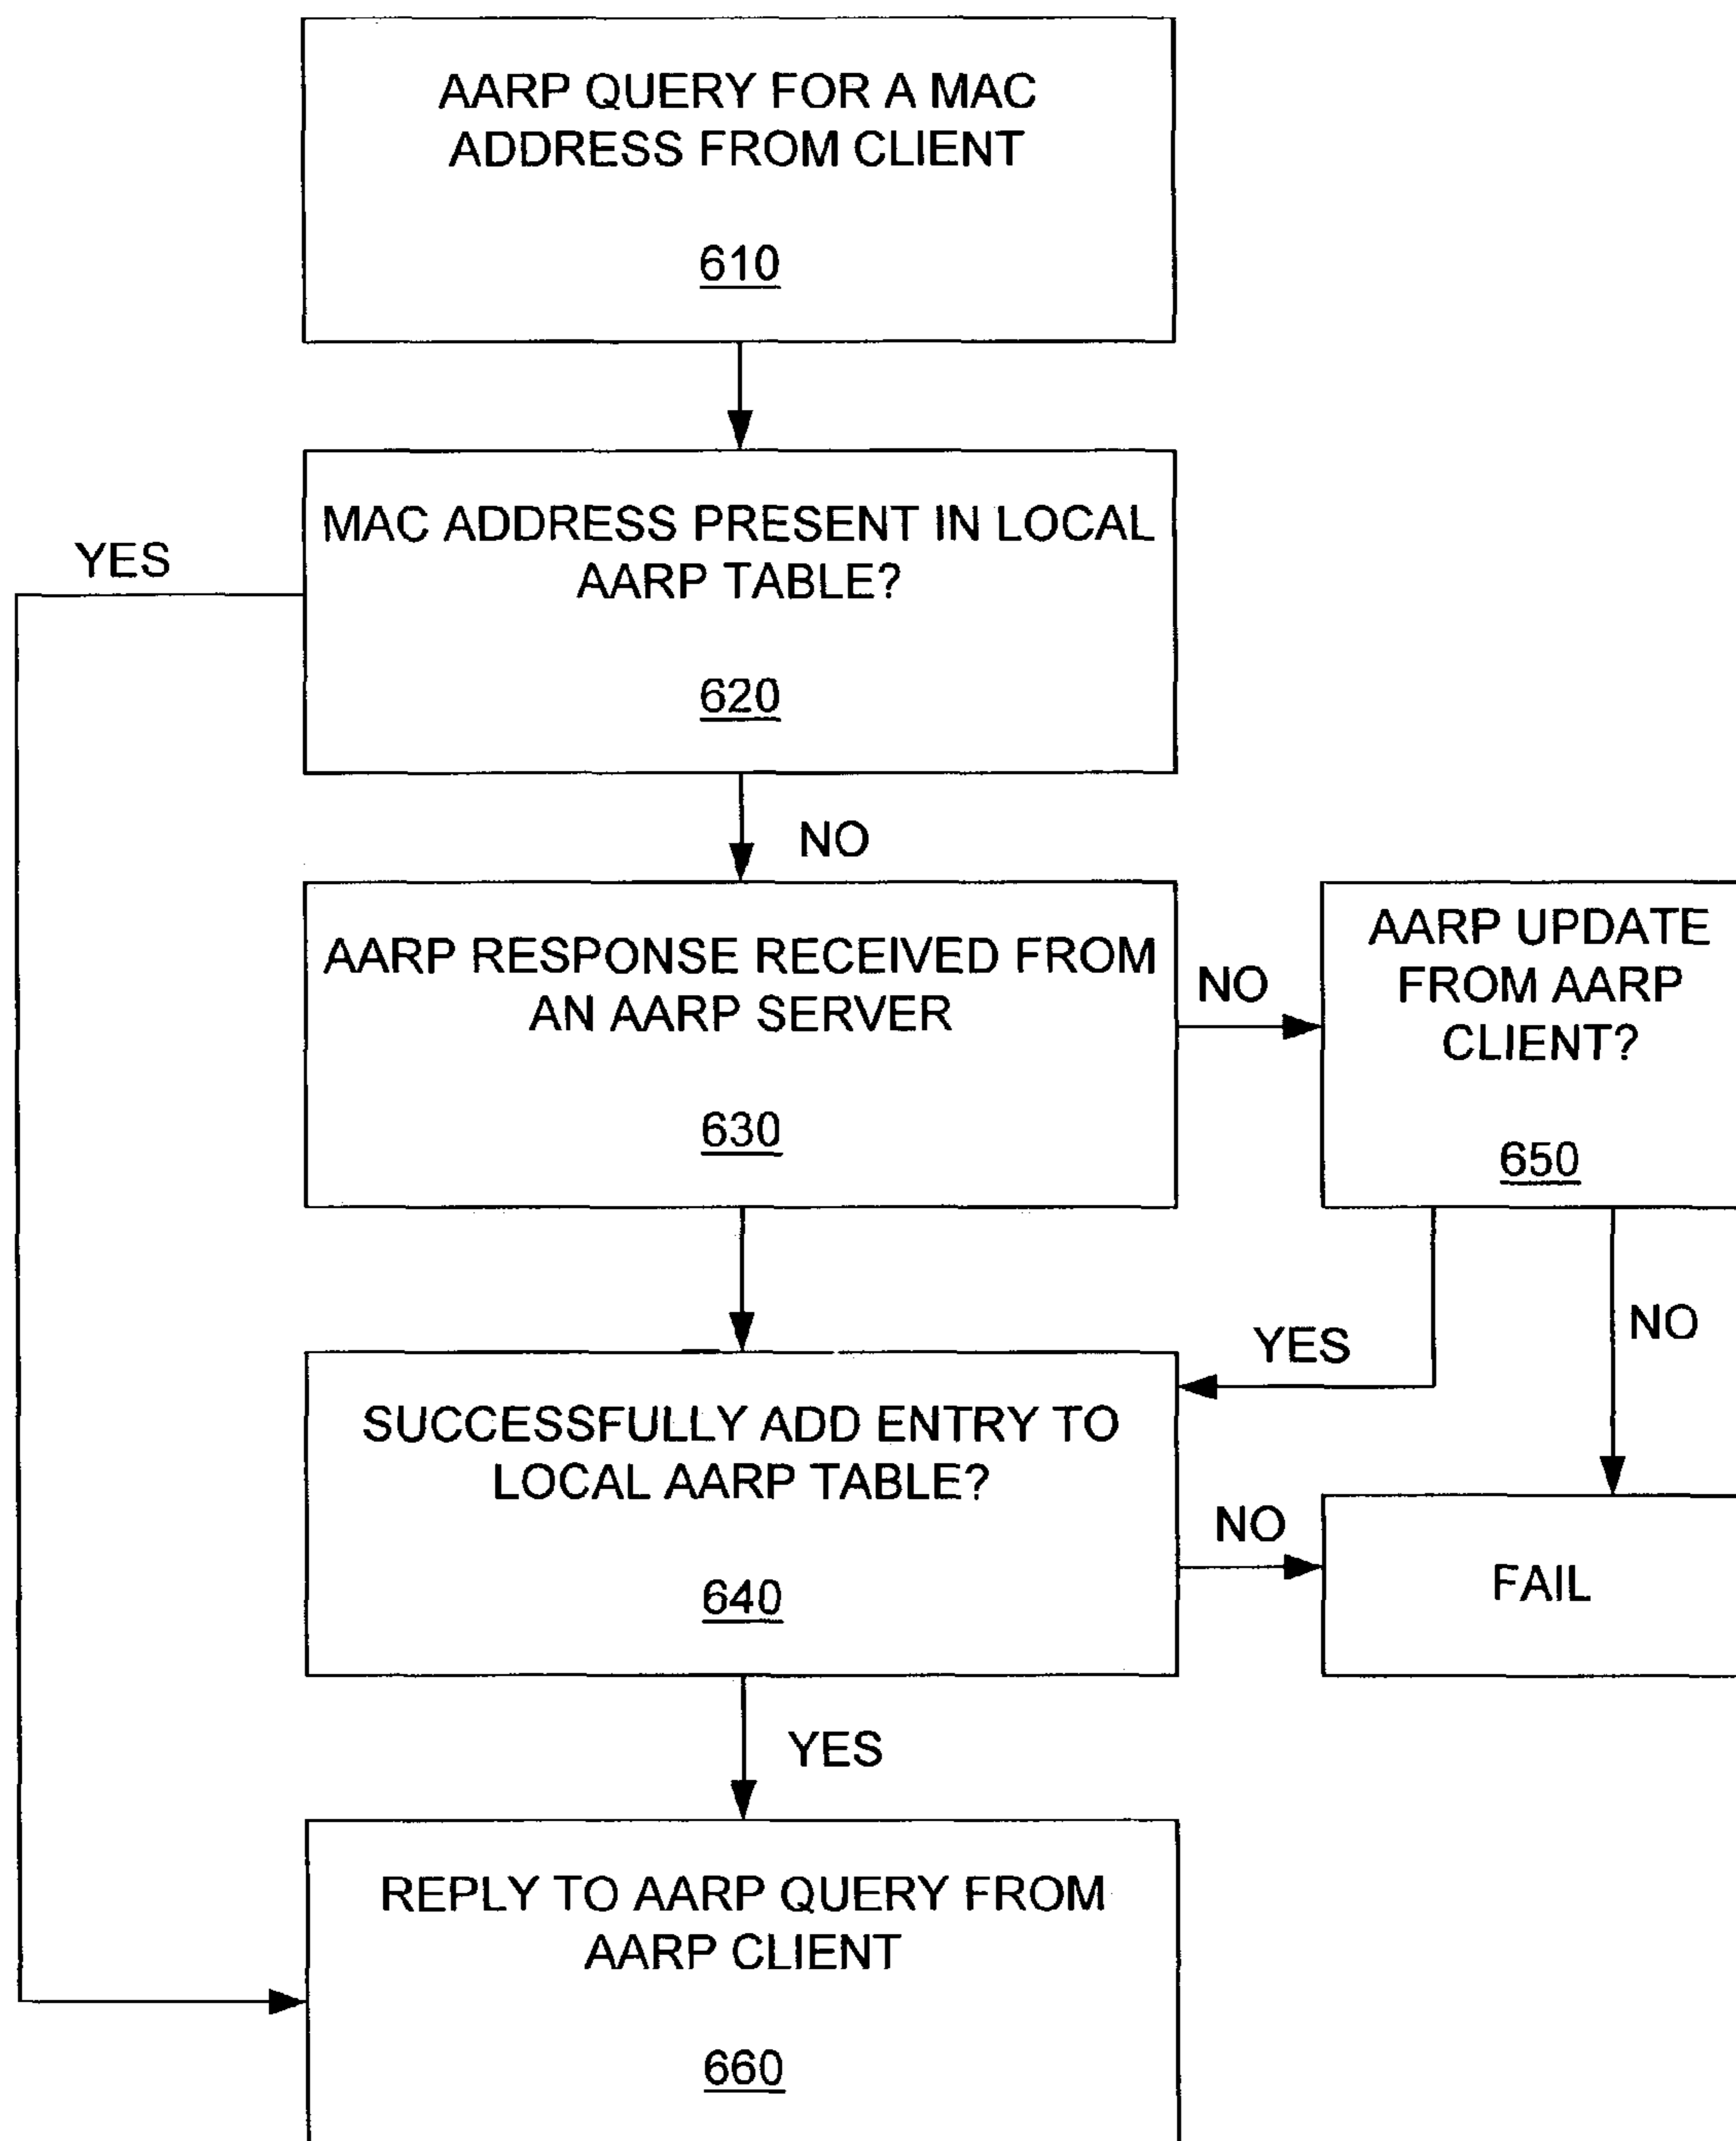 AARP QUERY FOR A MAC
ADDRESS FROM CLIENT
610
MAC ADDRESS PRESENT IN LOCAL
AARP TABLE?
620
YES
NO
AARP RESPONSE RECEIVED FROM
AN AARP SERVER
630
NO
AARP UPDATE
FROM AARP
CLIENT?
650
YES
NO
SUCCESSFULLY ADD ENTRY TO
LOCAL AARP TABLE?
640
NO
FAIL
YES
REPLY TO AARP QUERY FROM
AARP CLIENT
660